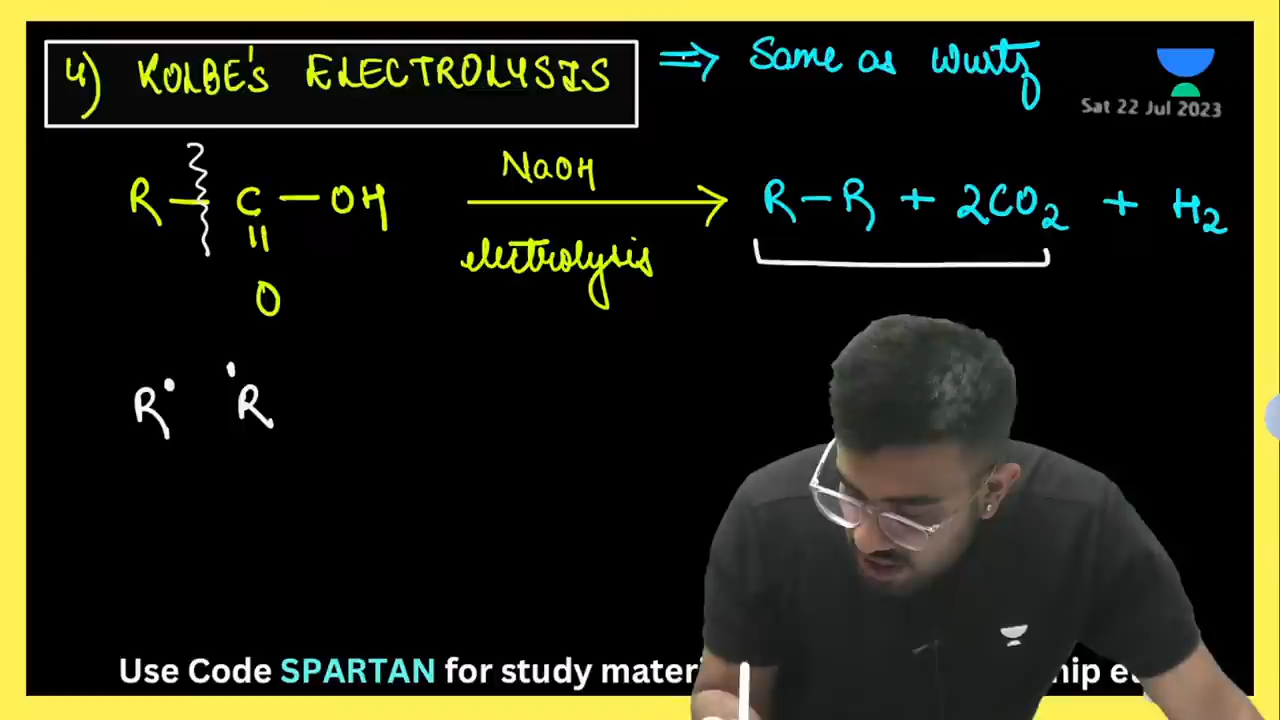 4) KOLBE'S ELECTROLYSIS ⇒ Same as Wurtz
Sat 22 Jul 2023
R — C — OH NaOH electrolysis → R – R + 2CO2 + H2
||
O
R• •R
Use Code SPARTAN for study